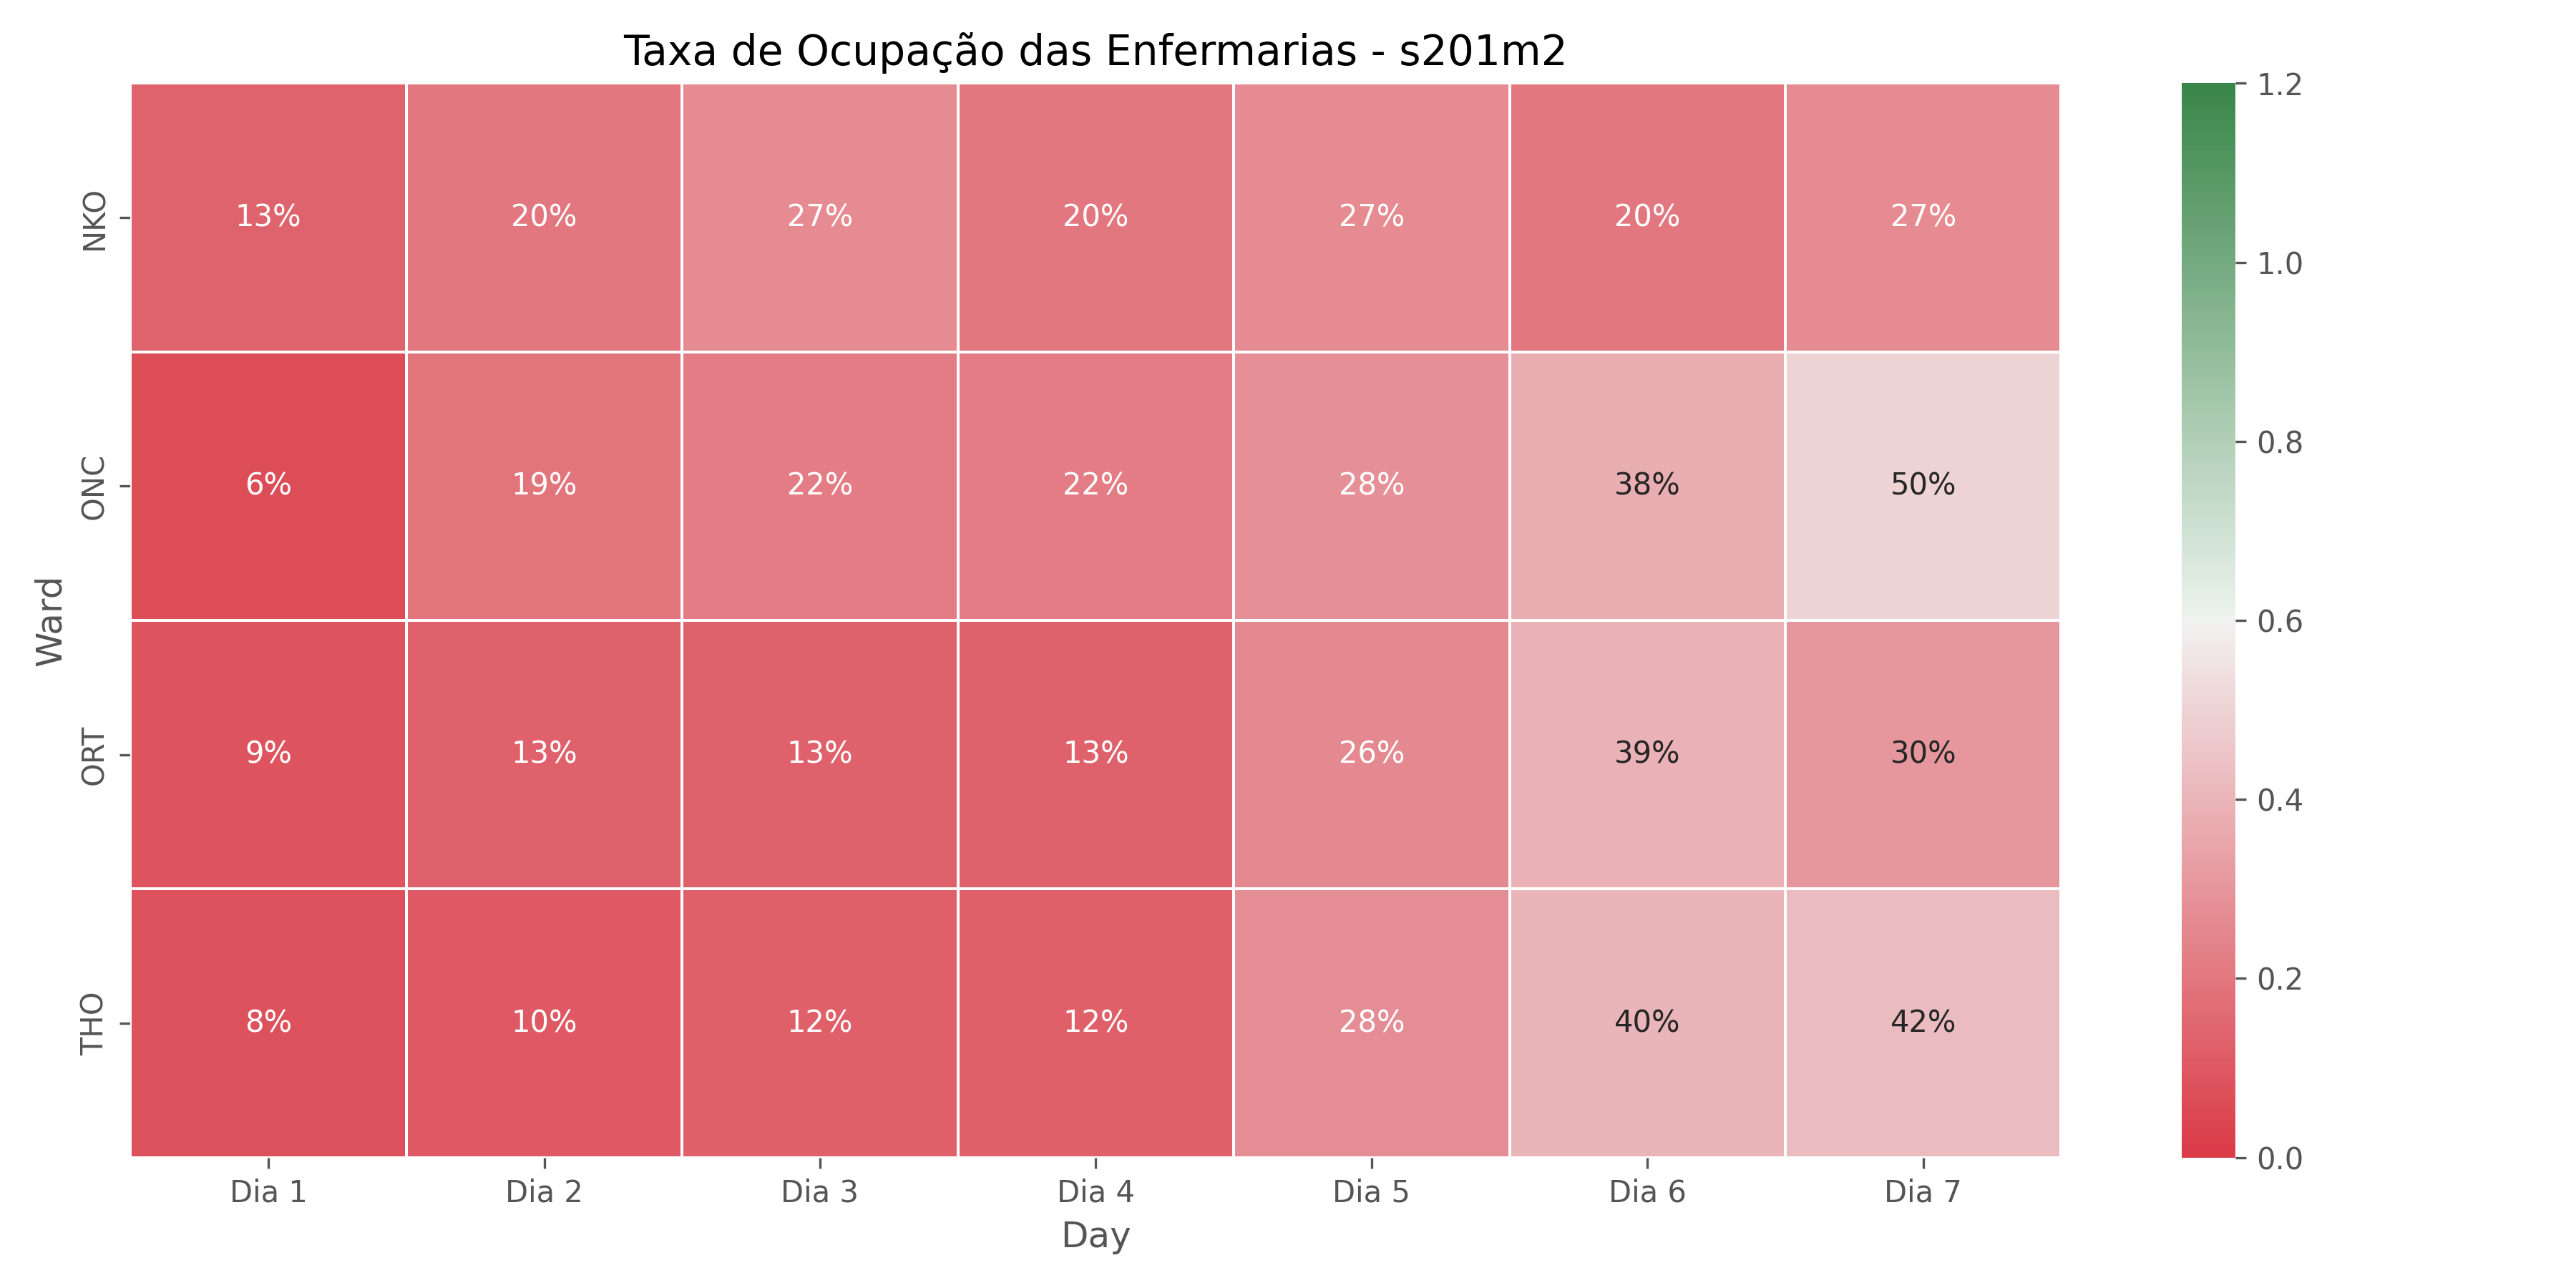 Taxa de Ocupação das Enfermarias - s201m2
Ward
NKO
13% 20% 27% 20% 27% 20% 27%
ONC
6% 19% 22% 22% 28% 38% 50%
ORT
9% 13% 13% 13% 26% 39% 30%
THO
8% 10% 12% 12% 28% 40% 42%
Dia 1 Dia 2 Dia 3 Dia 4 Dia 5 Dia 6 Dia 7
Day
1.2
1.0
0.8
0.6
0.4
0.2
0.0